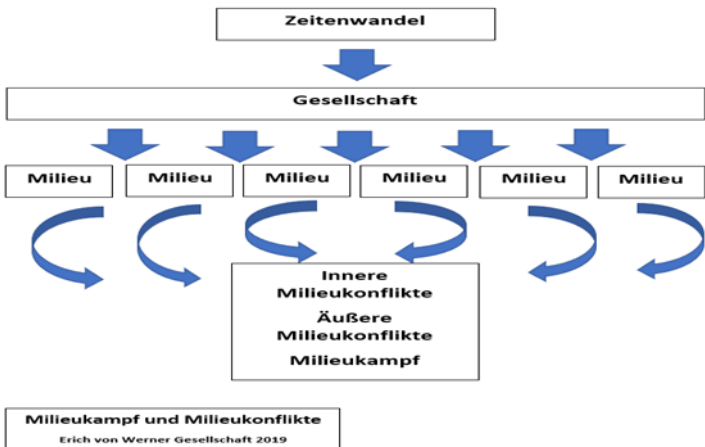 Zeitenwandel
Gesellschaft
Milieu Milieu Milieu Milieu Milieu Milieu
Innere
Milieukonflikte
Äußere
Milieukonflikte
Milieukampf
Milieukampf und Milieukonflikte
Erich von Werner Gesellschaft 2019